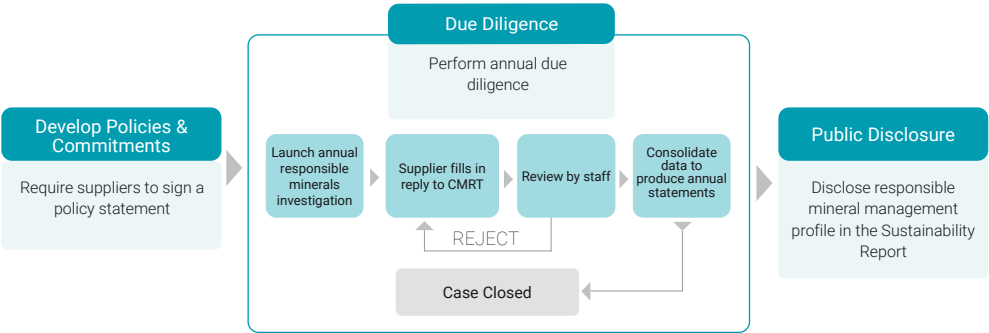 Develop Policies &
Commitments
Require suppliers to sign a
policy statement
Due Diligence
Perform annual due
diligence
Launch annual
responsible
minerals
investigation
Supplier fills in
reply to CMRT
Review by staff
Consolidate
data to
produce annual
statements
REJECT
Case Closed
Public Disclosure
Disclose responsible
mineral management
profile in the Sustainability
Report